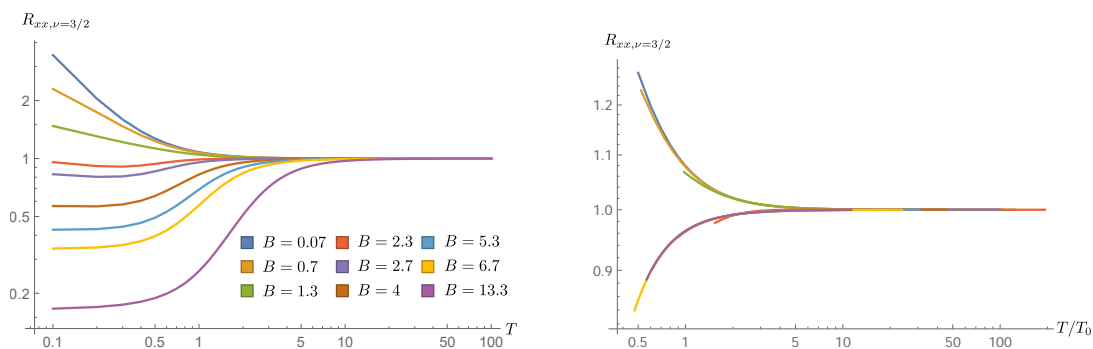 R_{xx,ν=3/2}
2
1
0.5
0.2
0.1 0.5 1 5 10 50 100 T
B = 0.07 B = 2.3 B = 5.3
B = 0.7 B = 2.7 B = 6.7
B = 1.3 B = 4 B = 13.3
R_{xx,ν=3/2}
1.2
1.1
1.0
0.9
0.5 1 5 10 50 100 T/T_0